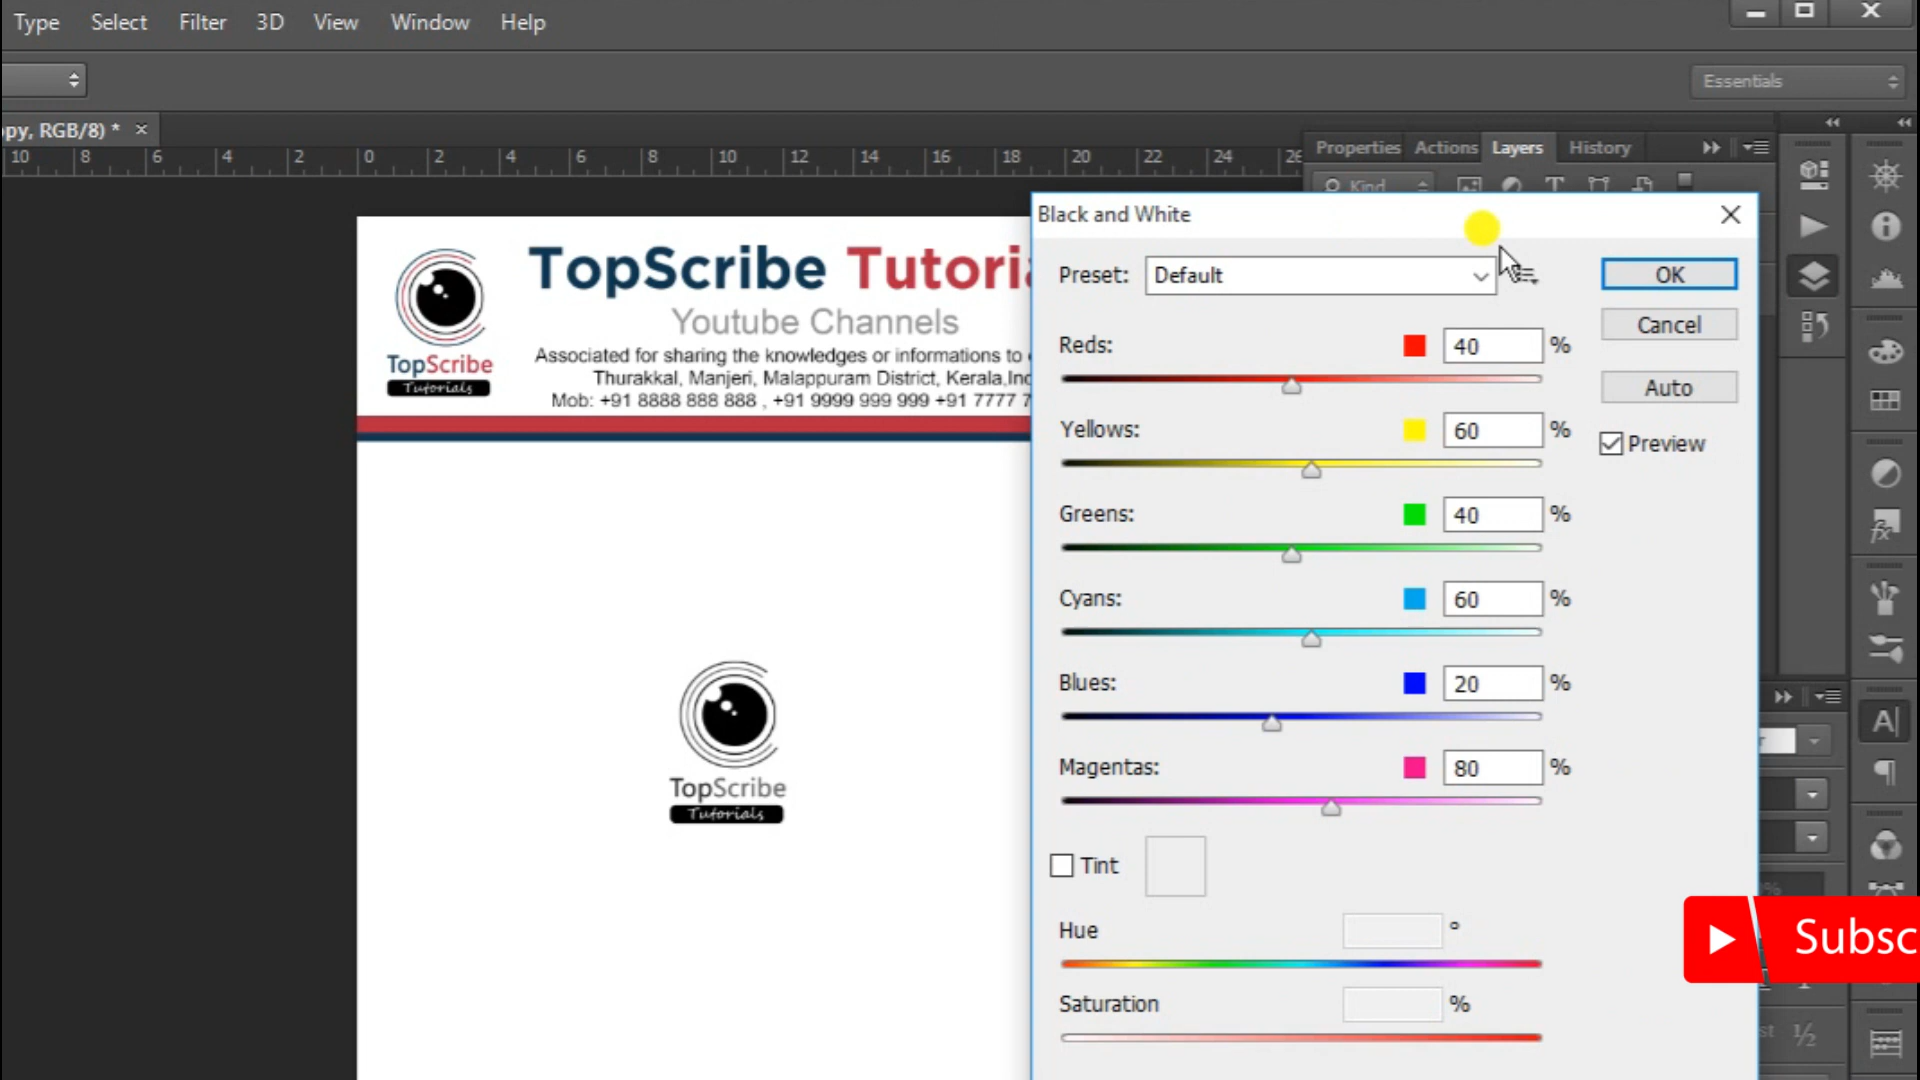 Type Select Filter 3D View Window Help
Essentials
opy, RGB/8) * ×
10 8 6 4 2 0 2 4 6 8 10 12 14 16 18 20 22 24 26
Properties Actions Layers History
Kind
TopScribe
Tutorials
TopScribe Tutoria
Youtube Channels
Associated for sharing the knowledges or informations to
Thurakkal, Manjeri, Malappuram District, Kerala,Ind
Mob: +91 8888 888 888 , +91 9999 999 999 +91 7777 7
TopScribe
Tutorials
Black and White
Preset: Default
OK
Cancel
Auto
Preview
Reds: 40 %
Yellows: 60 %
Greens: 40 %
Cyans: 60 %
Blues: 20 %
Magentas: 80 %
Tint
Hue °
Saturation %
Subsc